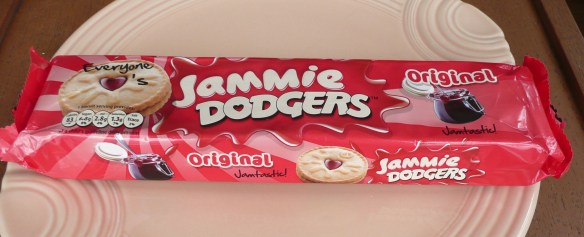 Everyone
's
Jammie
DODGERS
Original
Jamtastic!
Original
Jamtastic!
Jammie
DODGERS